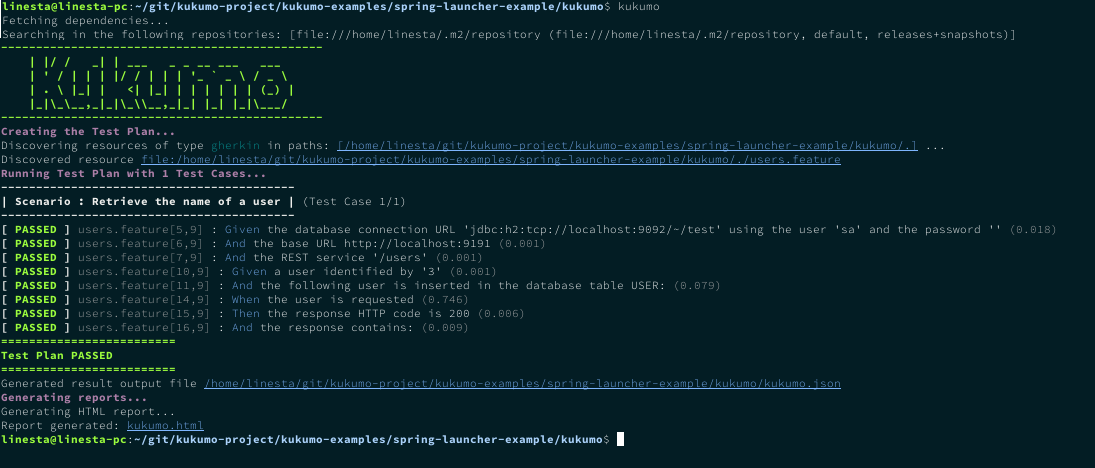 linesta@linesta-pc:~/git/kukumo-project/kukumo-examples/spring-launcher-example/kukumo$ kukumo
Fetching dependencies...
Searching in the following repositories: [file:///home/linesta/.m2/repository (file:///home/linesta/.m2/repository, default, releases+snapshots)]
----------------------------------------------
    | |/ /   _| | ___   _ _ __ ___   ___
    | ' / | | | |/ / | | | '_ ` _ \ / _ \
    | . \ |_| |   <| |_| | | | | | | (_) |
    |_|\_\__,_|_|\_\\__,_|_| |_| |_|\___/
----------------------------------------------
Creating the Test Plan...
Discovering resources of type gherkin in paths: [/home/linesta/git/kukumo-project/kukumo-examples/spring-launcher-example/kukumo/.] ...
Discovered resource file:/home/linesta/git/kukumo-project/kukumo-examples/spring-launcher-example/kukumo/./users.feature
Running Test Plan with 1 Test Cases...
------------------------------------------
| Scenario : Retrieve the name of a user | (Test Case 1/1)
------------------------------------------
[ PASSED ] users.feature[5,9] : Given the database connection URL 'jdbc:h2:tcp://localhost:9092/~/test' using the user 'sa' and the password '' (0.018)
[ PASSED ] users.feature[6,9] : And the base URL http://localhost:9191 (0.001)
[ PASSED ] users.feature[7,9] : And the REST service '/users' (0.001)
[ PASSED ] users.feature[10,9] : Given a user identified by '3' (0.001)
[ PASSED ] users.feature[11,9] : And the following user is inserted in the database table USER: (0.079)
[ PASSED ] users.feature[14,9] : When the user is requested (0.746)
[ PASSED ] users.feature[15,9] : Then the response HTTP code is 200 (0.006)
[ PASSED ] users.feature[16,9] : And the response contains: (0.009)
=========================
Test Plan PASSED
=========================
Generated result output file /home/linesta/git/kukumo-project/kukumo-examples/spring-launcher-example/kukumo/kukumo.json
Generating reports...
Generating HTML report...
Report generated: kukumo.html
linesta@linesta-pc:~/git/kukumo-project/kukumo-examples/spring-launcher-example/kukumo$